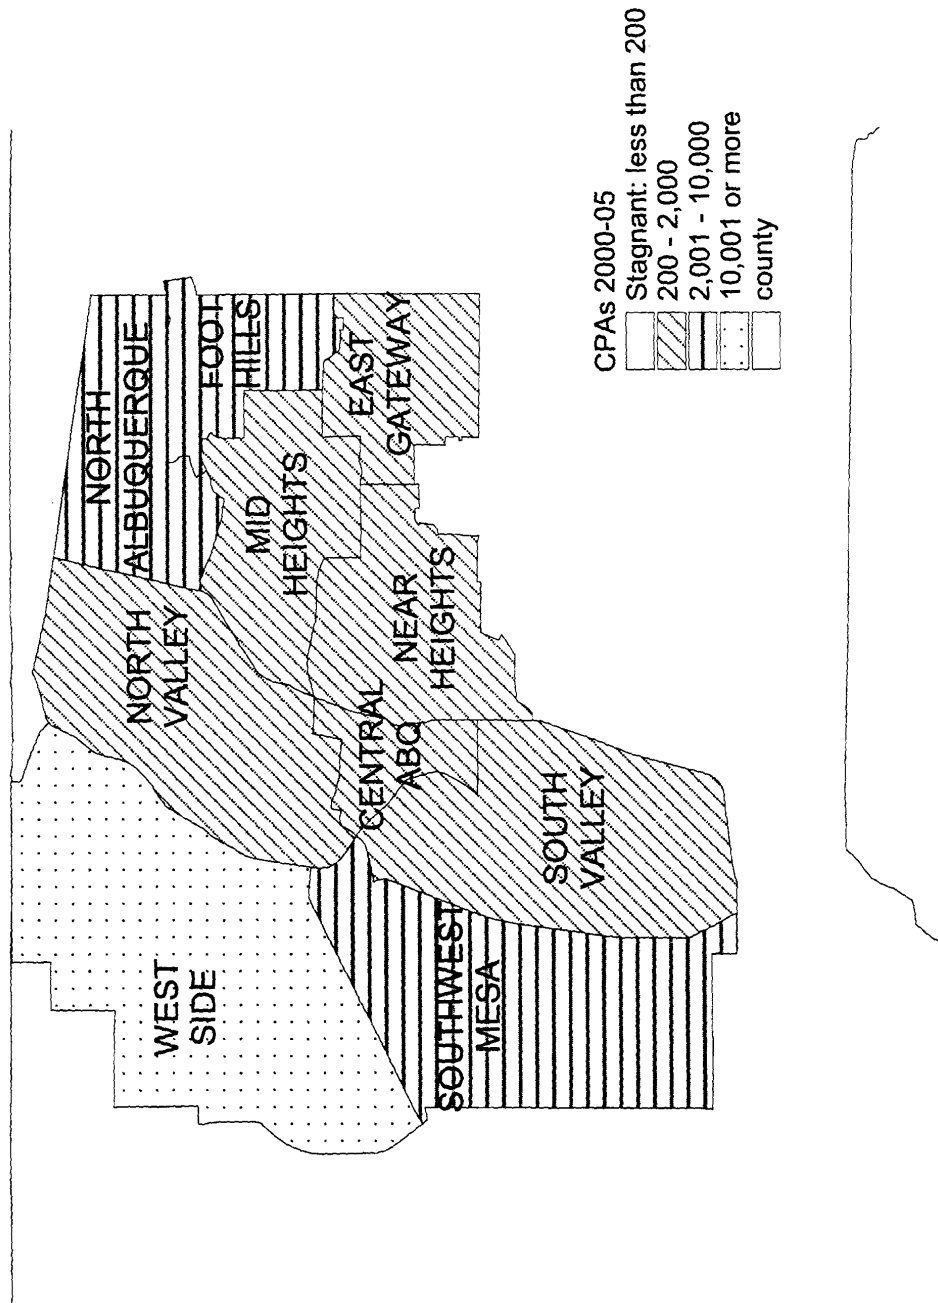 NORTH
ALBUQUERQUE
FOOT
HILLS
NORTH
VALLEY
MID
HEIGHTS
EAST
GATEWAY
WEST
SIDE
CENTRAL
ABQ
NEAR
HEIGHTS
SOUTHWEST
MESA
SOUTH
VALLEY
CPAs 2000-05
Stagnant: less than 200
200 - 2,000
2,001 - 10,000
10,001 or more
county